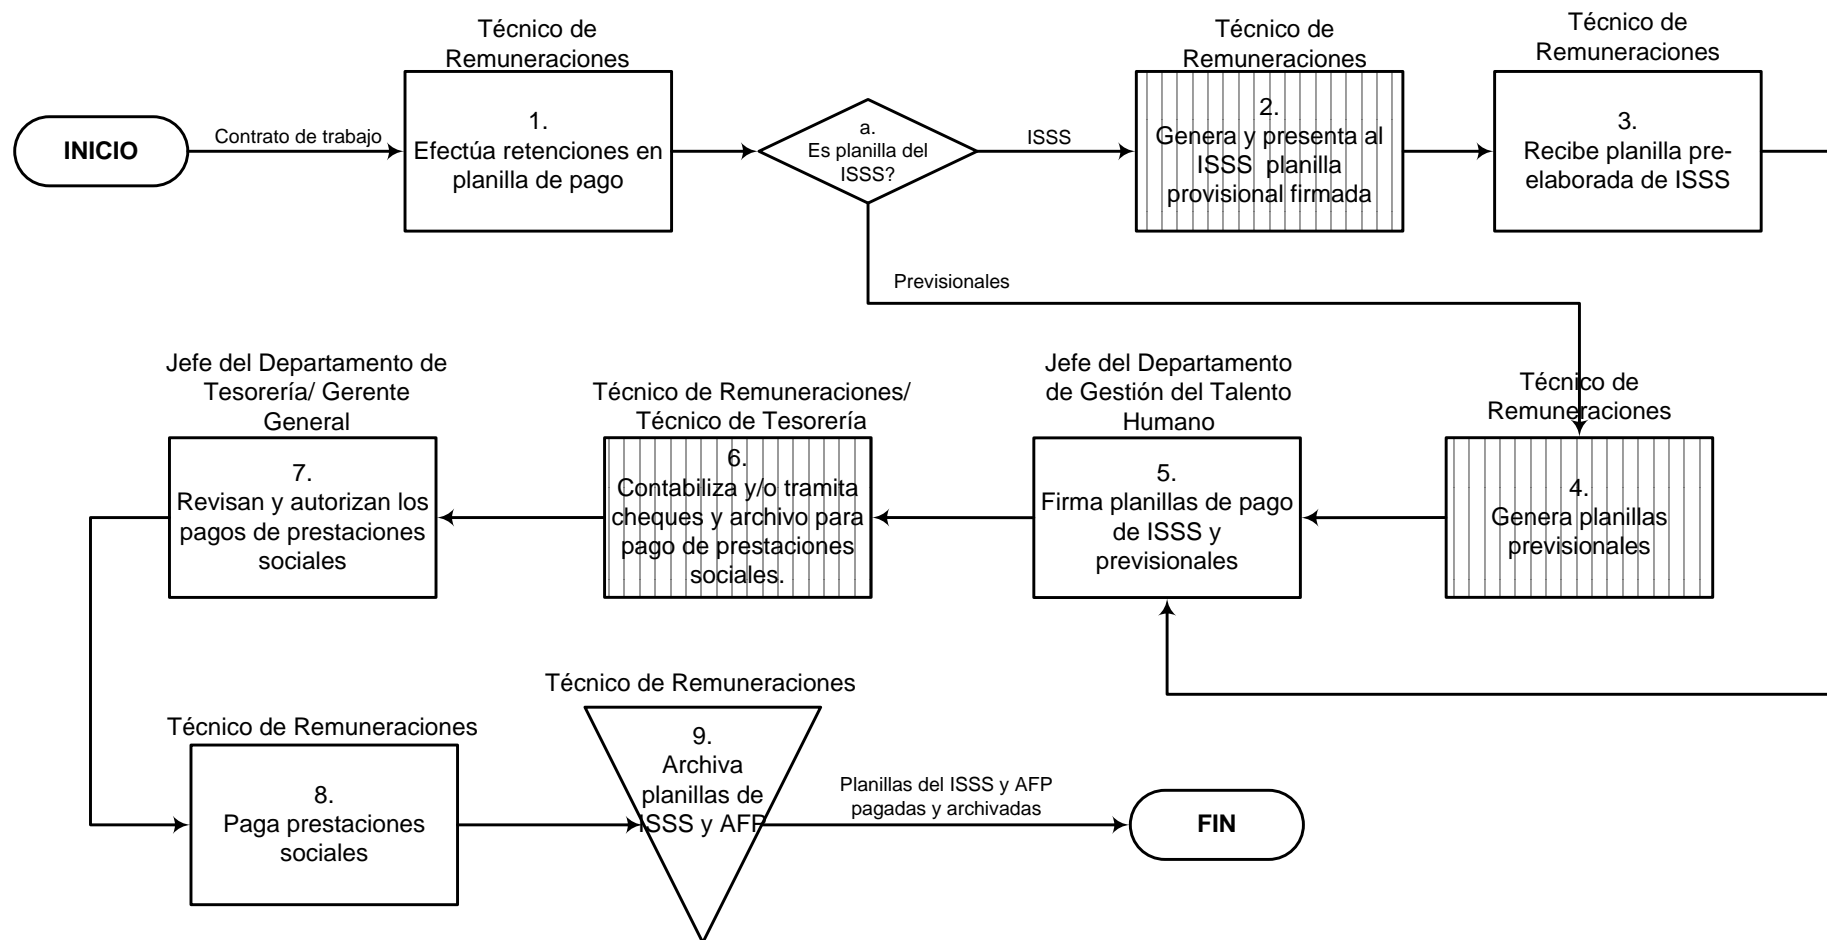 INICIO
Contrato de trabajo
Técnico de
Remuneraciones
1.
Efectúa retenciones en
planilla de pago
a.
Es planilla del
ISSS?
ISSS
Previsionales
Técnico de
Remuneraciones
2.
Genera y presenta al
ISSS planilla
provisional firmada
Técnico de
Remuneraciones
3.
Recibe planilla pre-
elaborada de ISSS
Técnico de
Remuneraciones
4.
Genera planillas
previsionales
Jefe del Departamento
de Gestión del Talento
Humano
5.
Firma planillas de pago
de ISSS y
previsionales
Técnico de Remuneraciones/
Técnico de Tesorería
6.
Contabiliza y/o tramita
cheques y archivo para
pago de prestaciones
sociales.
Jefe del Departamento de
Tesorería/ Gerente
General
7.
Revisan y autorizan los
pagos de prestaciones
sociales
Técnico de Remuneraciones
8.
Paga prestaciones
sociales
Técnico de Remuneraciones
9.
Archiva
planillas de
ISSS y AFP
Planillas del ISSS y AFP
pagadas y archivadas
FIN